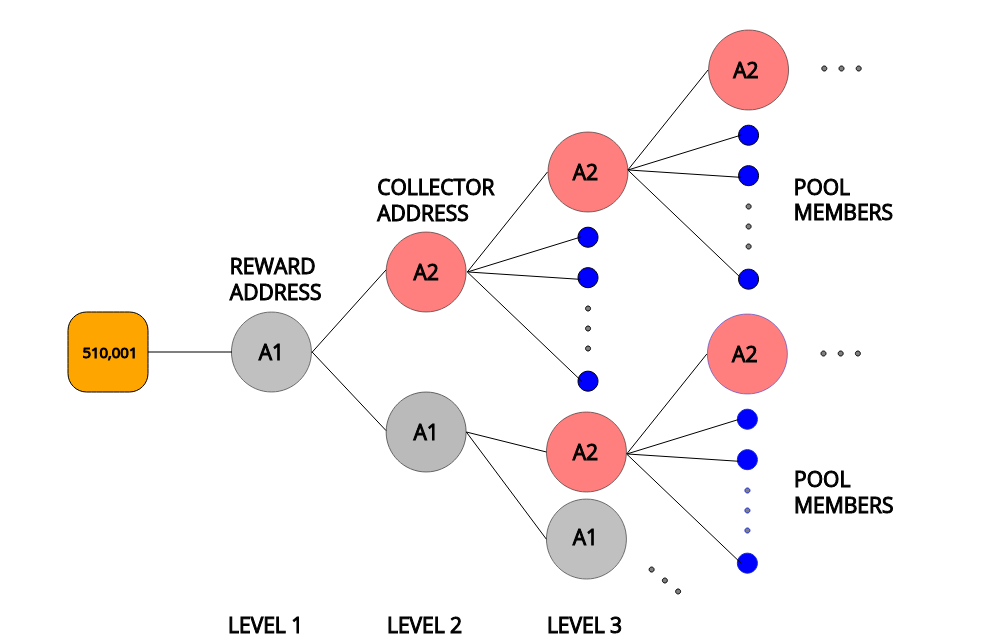 A2
A2
POOL
MEMBERS
COLLECTOR
ADDRESS
A2
REWARD
ADDRESS
510,001
A1
A2
A1
A2
POOL
MEMBERS
A1
LEVEL 1
LEVEL 2
LEVEL 3